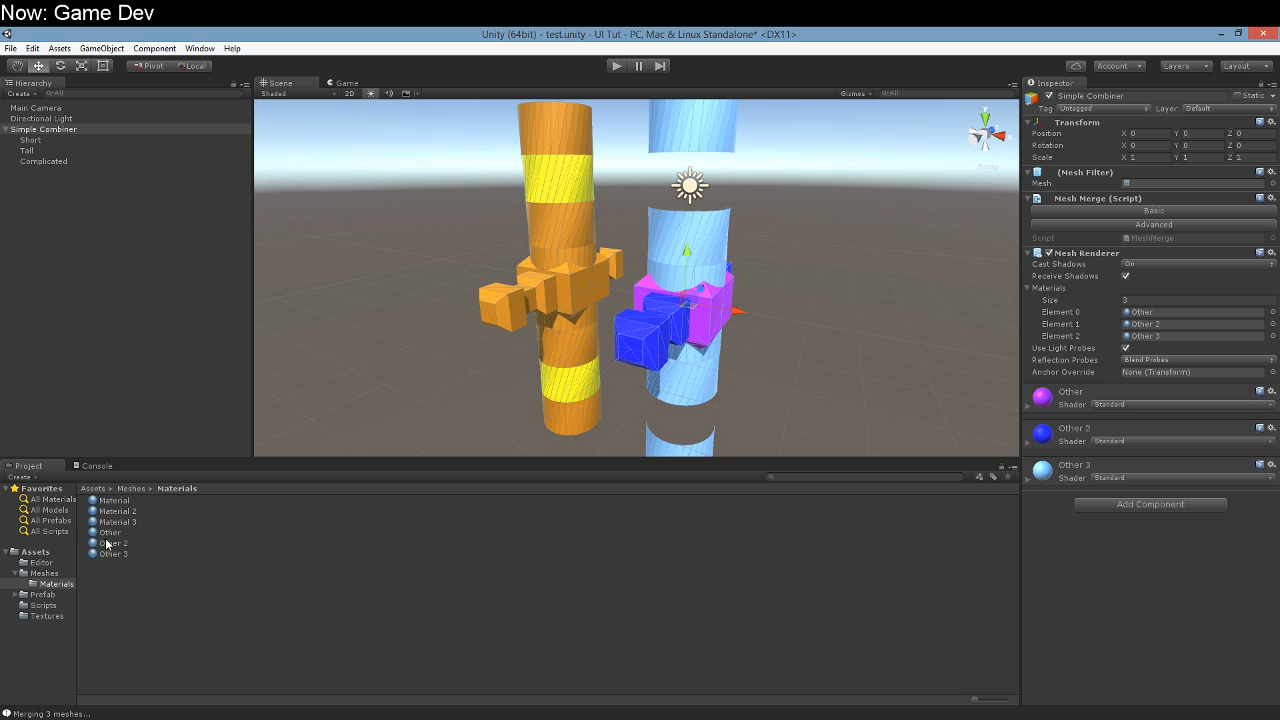 Now: Game Dev
Unity (64bit) - test.unity - UI Tut - PC, Mac & Linux Standalone* <DX11>
File Edit Assets GameObject Component Window Help
Pivot Local Account Layers Layout
Hierarchy
Create All
Main Camera
Directional Light
Simple Combiner
Short
Tall
Complicated
Scene Game
Shaded 2D Gizmos All
y
x
Persp
Inspector
Simple Combiner Static
Tag Untagged Layer Default
Transform
Position X 0 Y 0 Z 0
Rotation X 0 Y 0 Z 0
Scale X 1 Y 1 Z 1
(Mesh Filter)
Mesh
Mesh Merge (Script)
Basic
Advanced
Script MeshMerge
Mesh Renderer
Cast Shadows On
Receive Shadows
Materials
Size 3
Element 0 Other
Element 1 Other 2
Element 2 Other 3
Use Light Probes
Reflection Probes Blend Probes
Anchor Override None (Transform)
Other
Shader Standard
Other 2
Shader Standard
Other 3
Shader Standard
Add Component
Project Console
Create
Favorites
All Materials
All Models
All Prefabs
All Scripts
Assets
Editor
Meshes
Materials
Prefab
Scripts
Textures
Assets Meshes Materials
Material
Material 2
Material 3
Other
Other 2
Other 3
Merging 3 meshes...